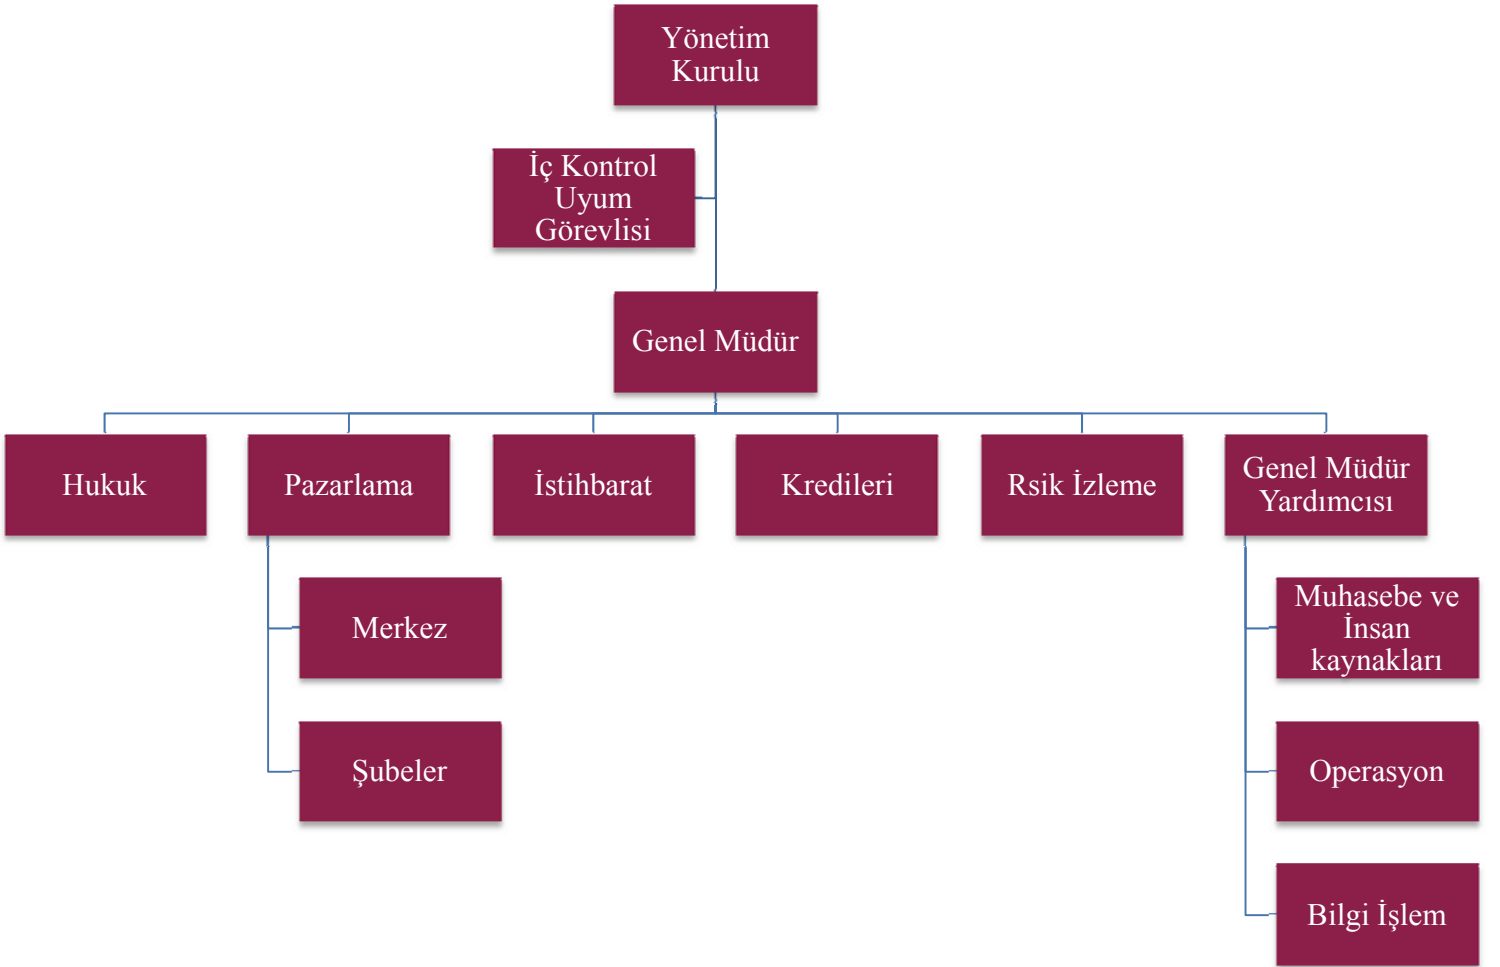 Yönetim
Kurulu
İç Kontrol
Uyum
Görevlisi
Genel Müdür
Hukuk
Pazarlama
İstihbarat
Kredileri
Rsik İzleme
Genel Müdür
Yardımcısı
Merkez
Şubeler
Muhasebe ve
İnsan
kaynakları
Operasyon
Bilgi İşlem